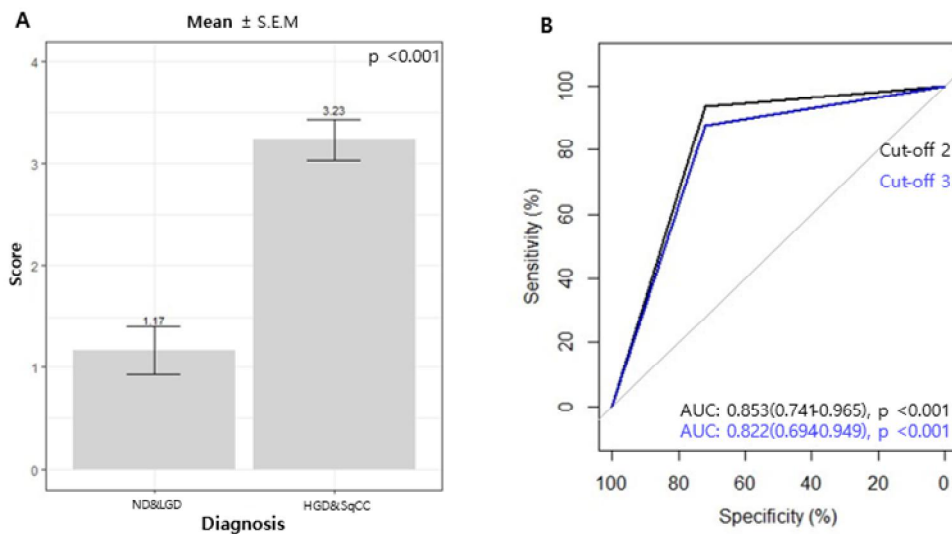 A
Mean ± S.E.M
p <0.001
4
3
2
1
0
3.23
1.17
Score
ND&LGD
HGD&SqCC
Diagnosis
B
100
80
60
40
20
0
Sensitivity (%)
Cut-off 2
Cut-off 3
AUC: 0.853(0.741-0.965), p <0.001
AUC: 0.822(0.694-0.949), p <0.001
100 80 60 40 20 0
Specificity (%)